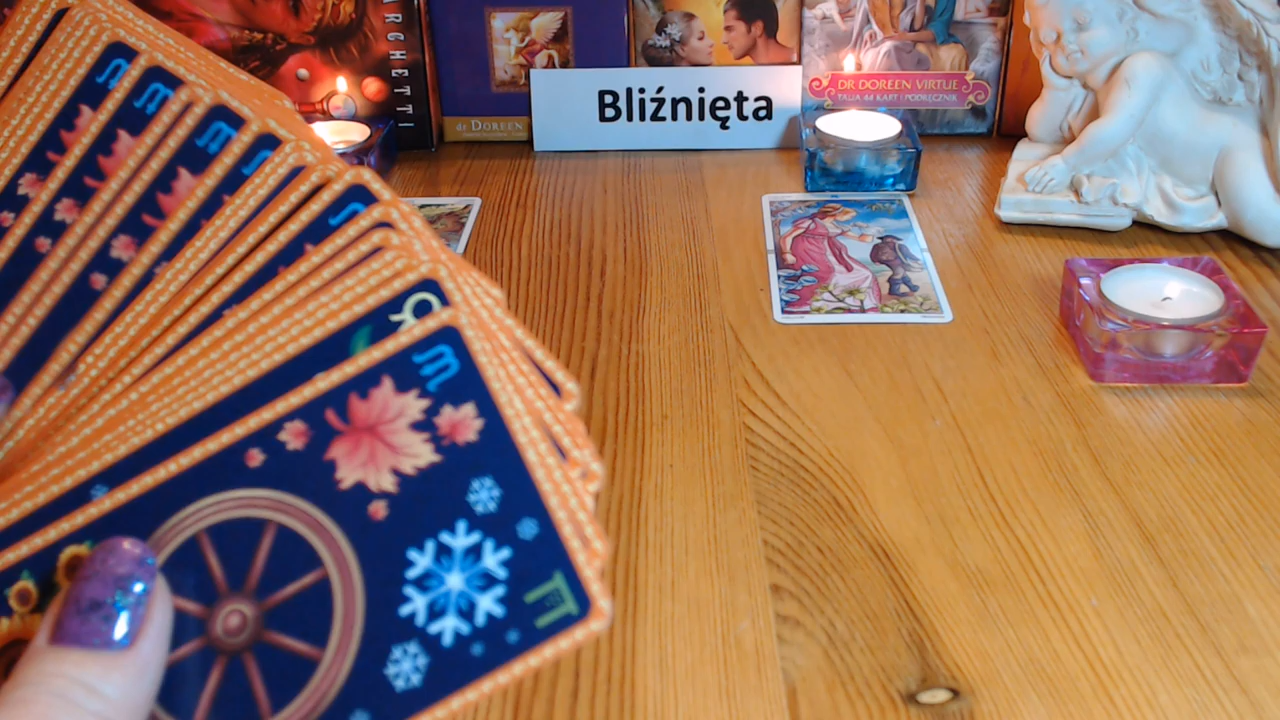 ARCHETTI
dr DOREEN
Bliźnięta
DR DOREEN VIRTUE
TALIA 44 KART I PODRĘCZNIK